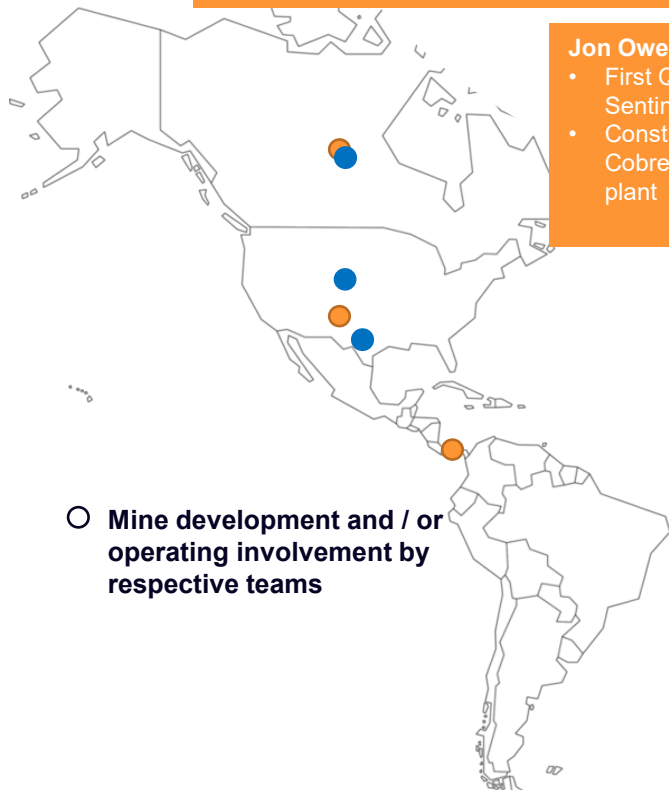 Jon Owe
• First Q
Sentin
• Const
Cobre
plant
Mine development and / or
operating involvement by
respective teams